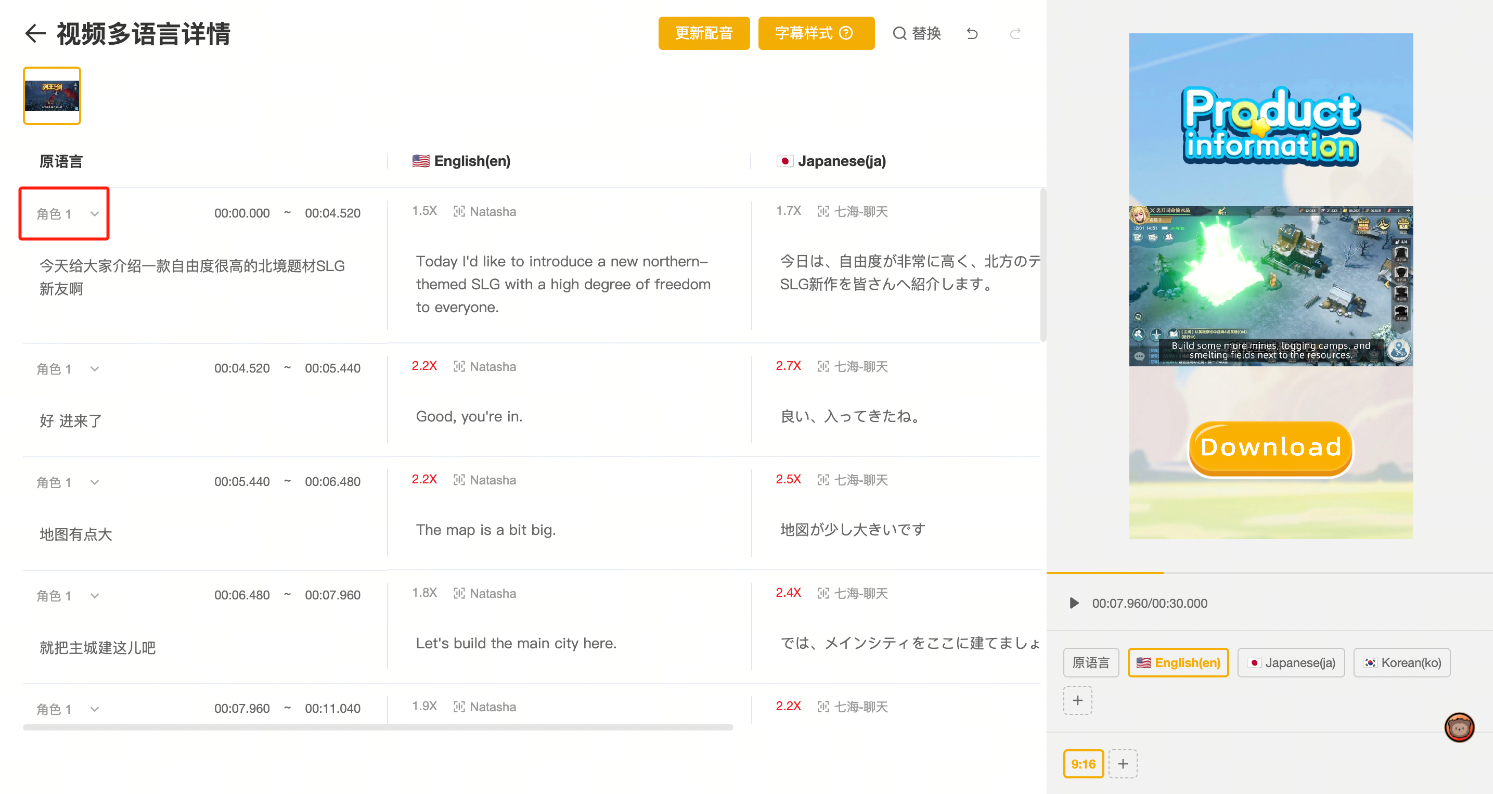 视频多语言详情
更新配音
字幕样式
替换
原语言
English(en)
Japanese(ja)
角色 1
00:00.000 ~ 00:04.520
1.5X Natasha
1.7X 七海-聊天
今天给大家介绍一款自由度很高的北境题材SLG
新友啊
Today I'd like to introduce a new northern-
themed SLG with a high degree of freedom
to everyone.
今日は、自由度が非常に高く、北方のテ
SLG新作を皆さんへ紹介します。
角色 1
00:04.520 ~ 00:05.440
2.2X Natasha
2.7X 七海-聊天
好 进来了
Good, you're in.
良い、入ってきたね。
角色 1
00:05.440 ~ 00:06.480
2.2X Natasha
2.5X 七海-聊天
地图有点大
The map is a bit big.
地図が少し大きいです
角色 1
00:06.480 ~ 00:07.960
1.8X Natasha
2.4X 七海-聊天
就把主城建这儿吧
Let's build the main city here.
では、メインシティをここに建てましょ
角色 1
00:07.960 ~ 00:11.040
1.9X Natasha
2.2X 七海-聊天
Product
information
Build some more mines, logging camps, and
smelting fields next to the resources.
Download
00:07.960/00:30.000
原语言
English(en)
Japanese(ja)
Korean(ko)
9:16